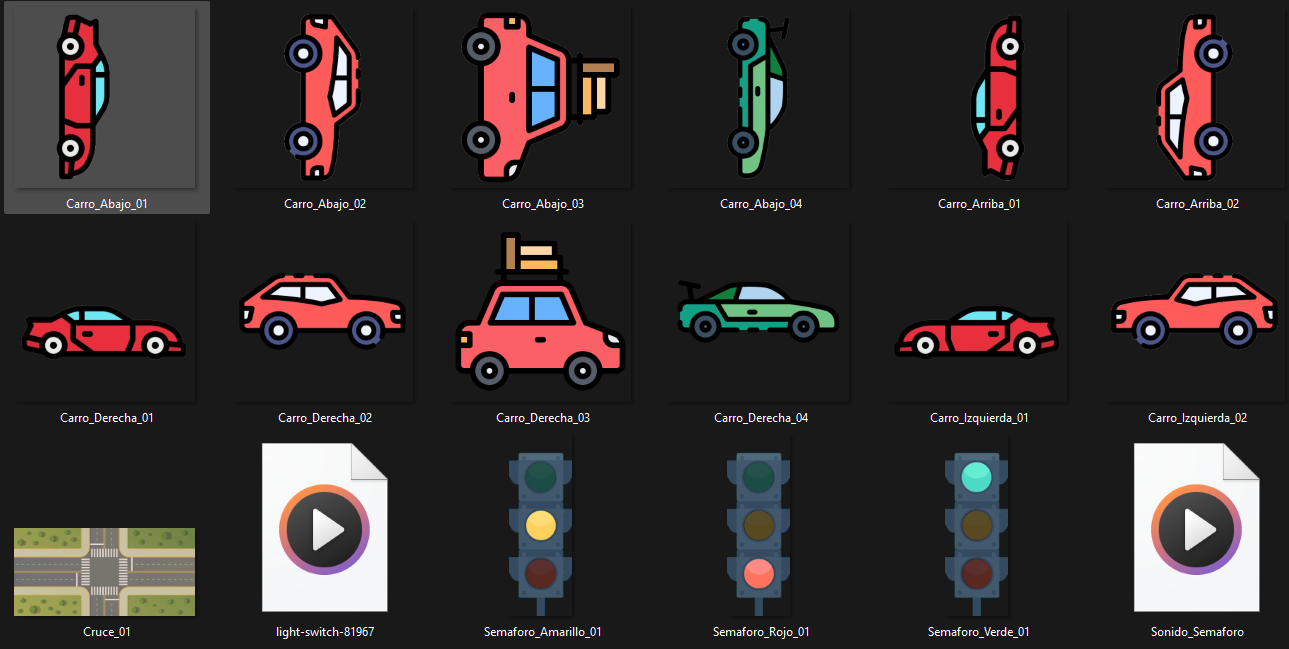 Carro_Abajo_01
Carro_Abajo_02
Carro_Abajo_03
Carro_Abajo_04
Carro_Arriba_01
Carro_Arriba_02
Carro_Derecha_01
Carro_Derecha_02
Carro_Derecha_03
Carro_Derecha_04
Carro_Izquierda_01
Carro_Izquierda_02
Cruce_01
light-switch-81967
Semaforo_Amarillo_01
Semaforo_Rojo_01
Semaforo_Verde_01
Sonido_Semaforo